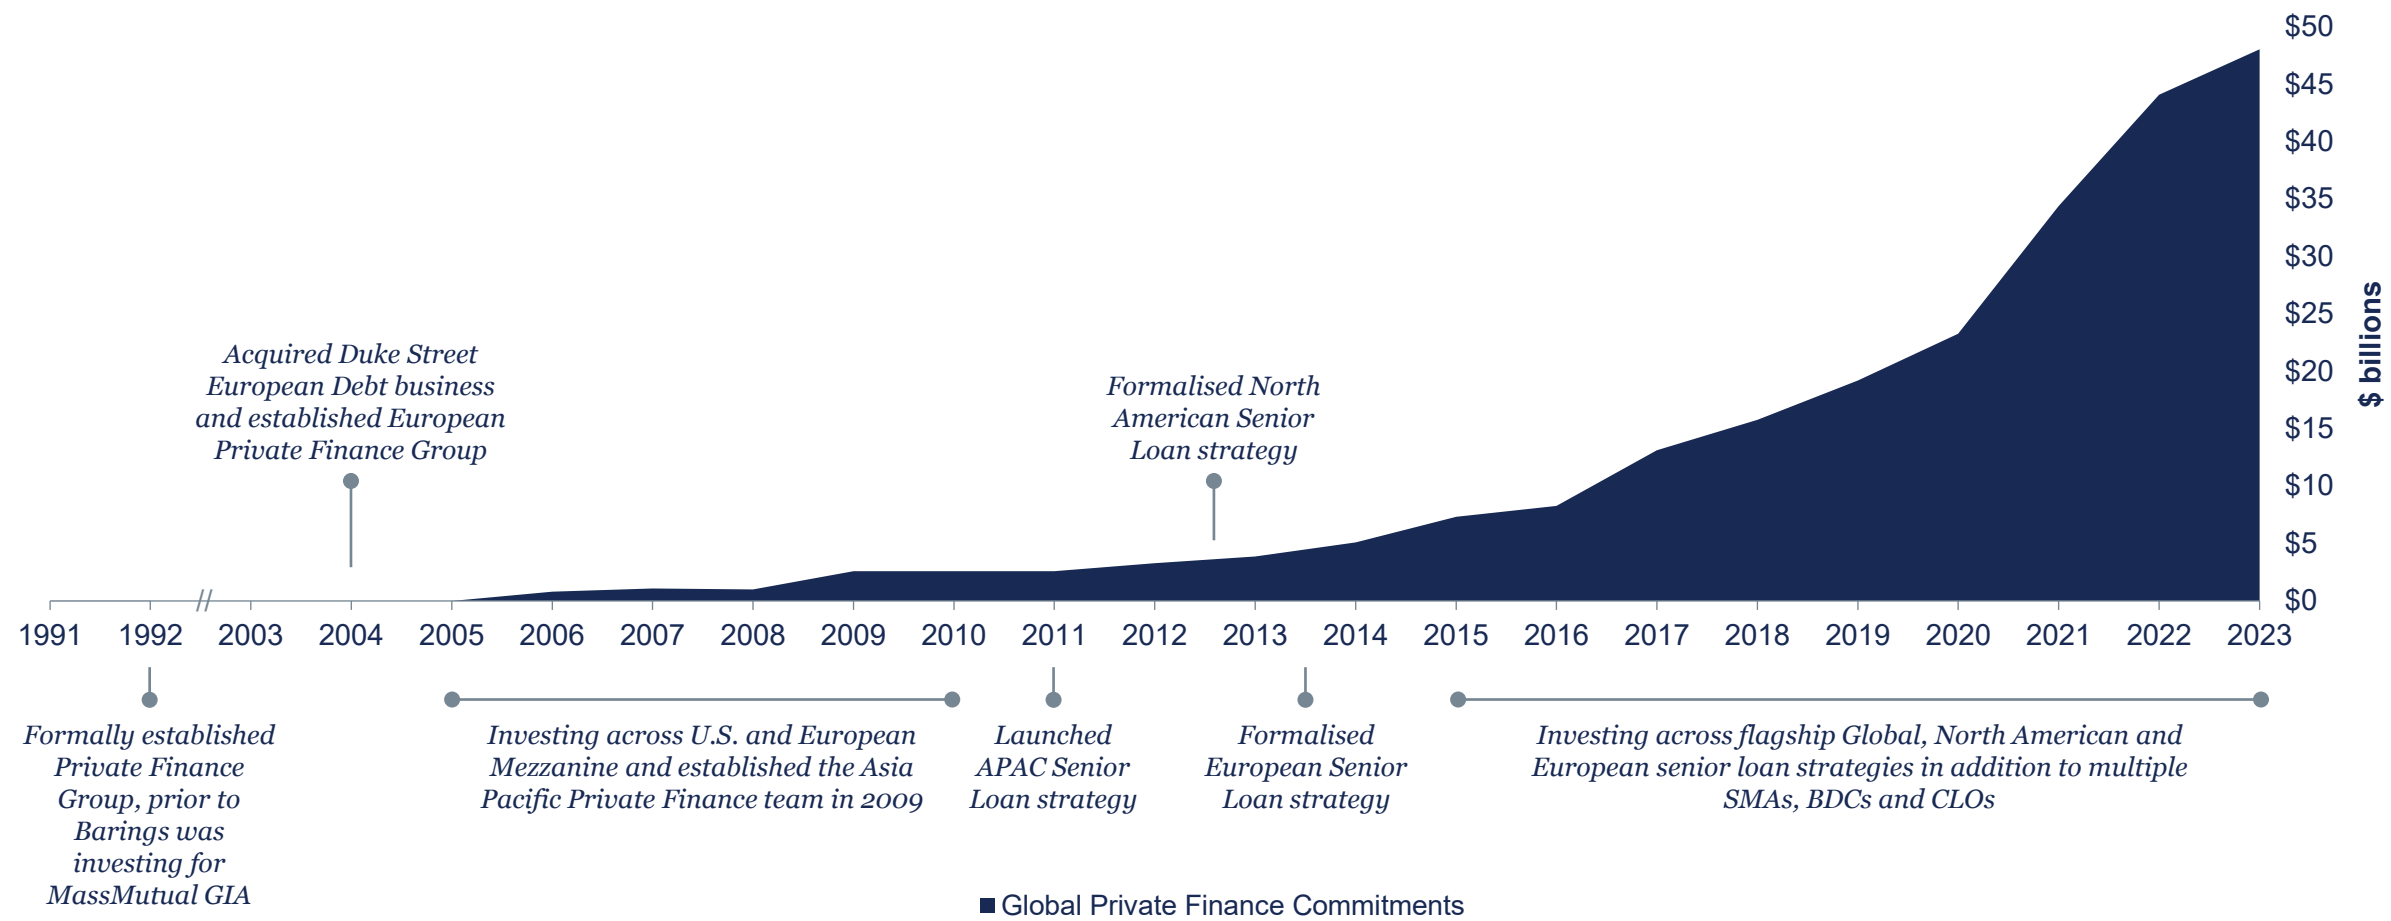 $50
$45
$40
$35
$30
$25
$20
$15
$10
$5
$0
$ billions
Acquired Duke Street
European Debt business
and established European
Private Finance Group
Formalised North
American Senior
Loan strategy
1991 1992 2003 2004 2005 2006 2007 2008 2009 2010 2011 2012 2013 2014 2015 2016 2017 2018 2019 2020 2021 2022 2023
Formally established
Private Finance
Group, prior to
Barings was
investing for
MassMutual GIA
Investing across U.S. and European
Mezzanine and established the Asia
Pacific Private Finance team in 2009
Launched
APAC Senior
Loan strategy
Formalised
European Senior
Loan strategy
Investing across flagship Global, North American and
European senior loan strategies in addition to multiple
SMAs, BDCs and CLOs
Global Private Finance Commitments